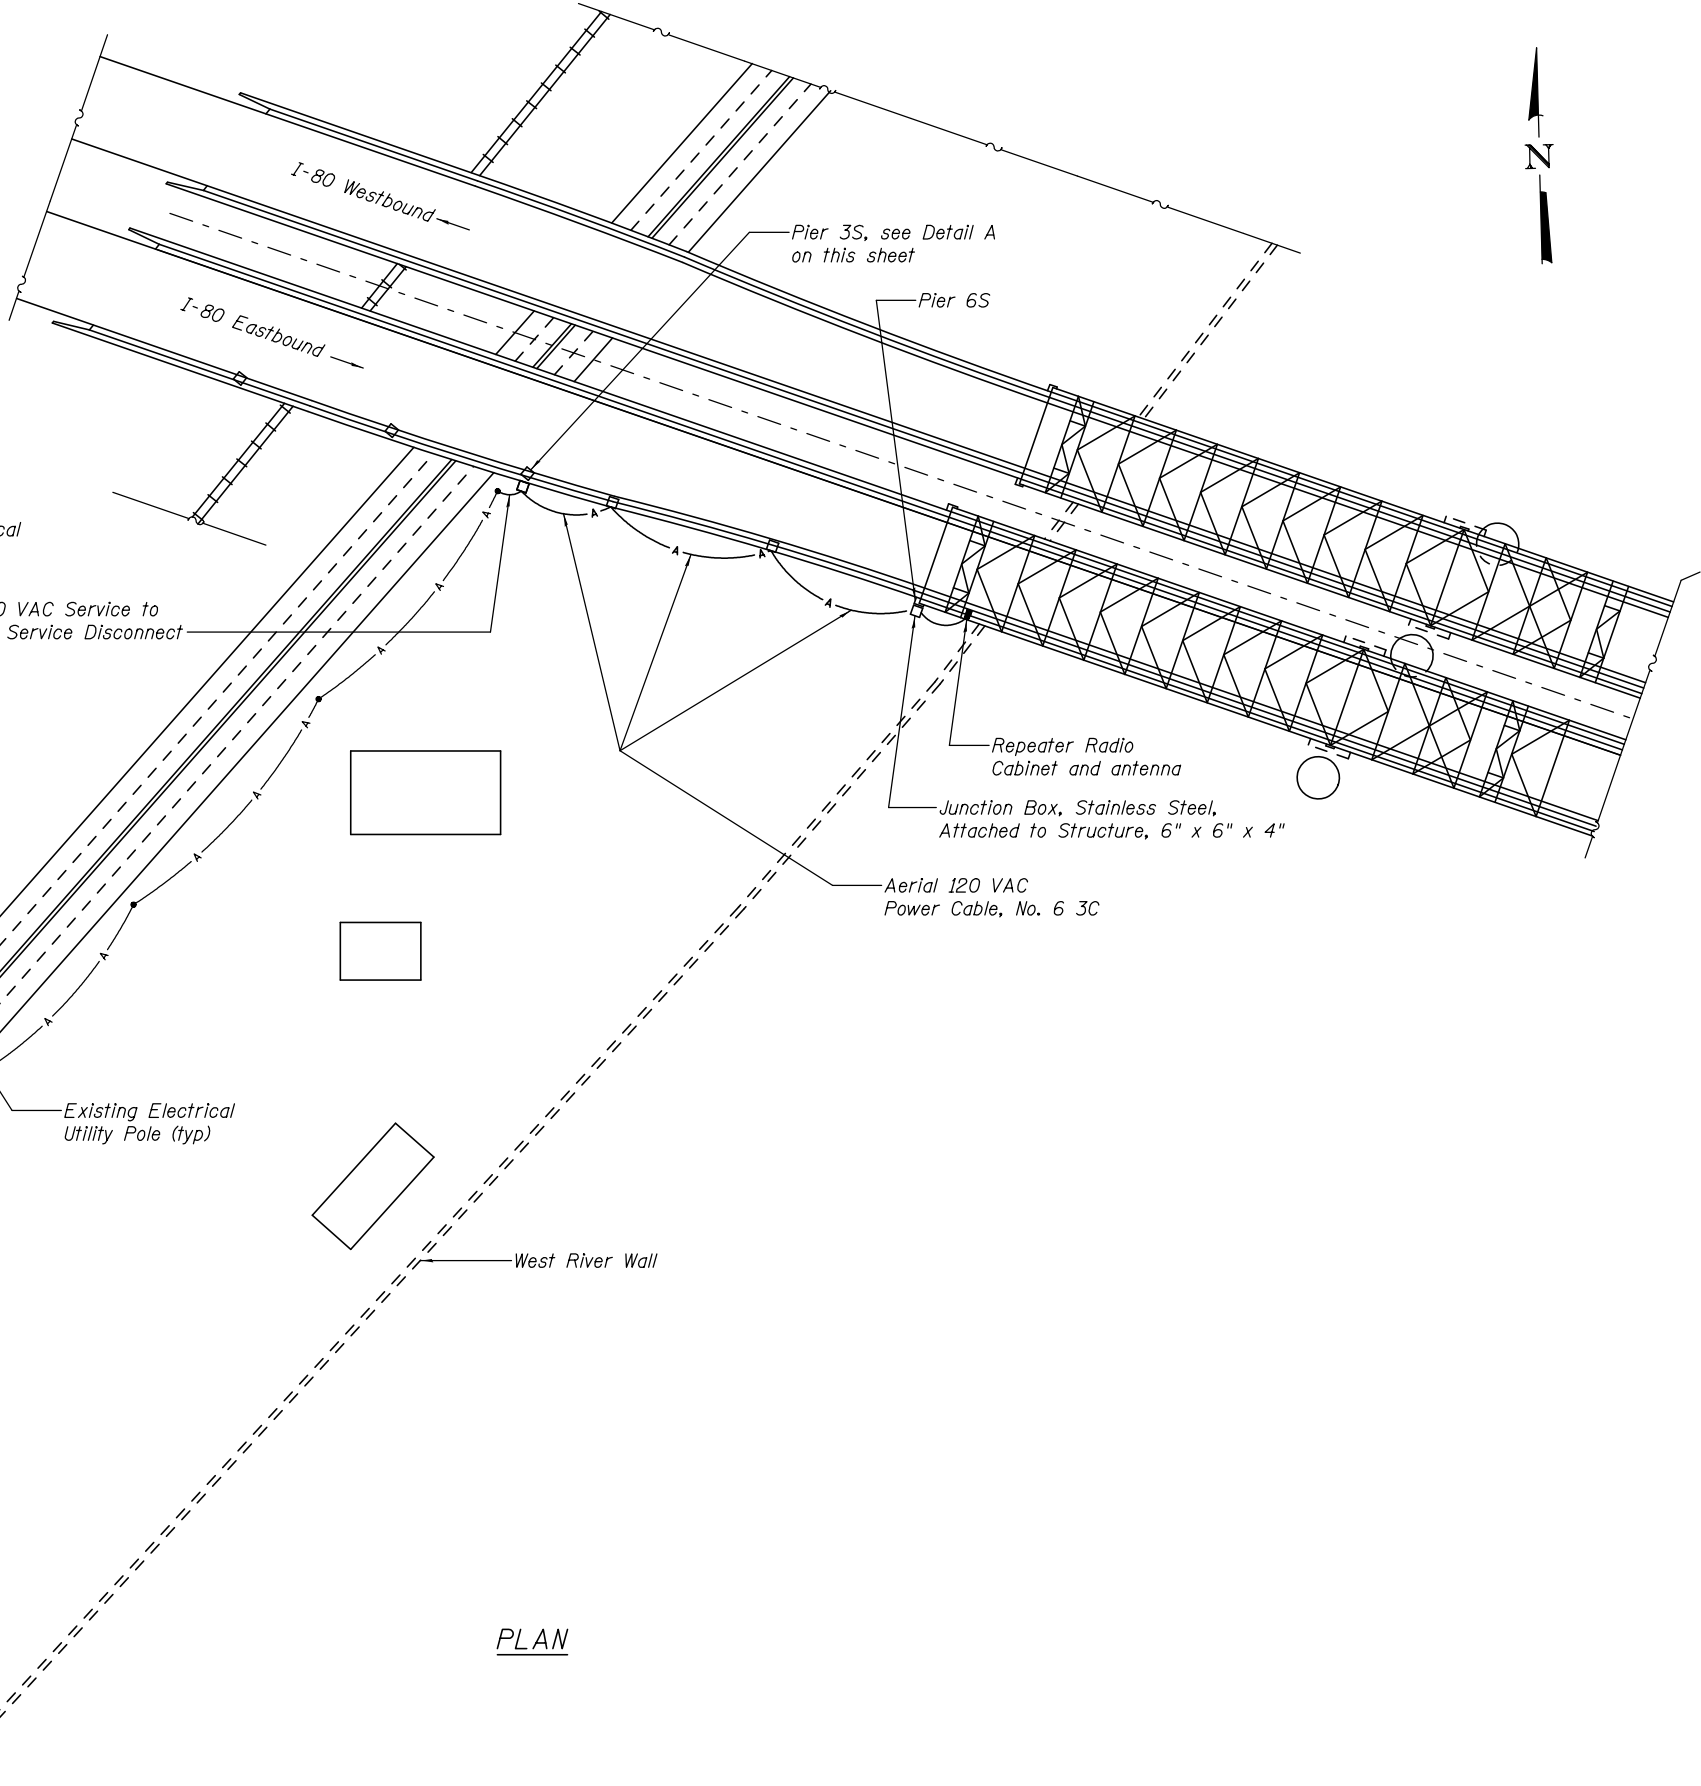 N
I-80 Westbound
Pier 3S, see Detail A
on this sheet
Pier 6S
I-80 Eastbound
VAC Service to
Service Disconnect
A
A
A
A
A
A
A
A
A
A
A
A
Repeater Radio
Cabinet and antenna
Junction Box, Stainless Steel,
Attached to Structure, 6" x 6" x 4"
Aerial 120 VAC
Power Cable, No. 6 3C
Existing Electrical
Utility Pole (typ)
West River Wall
PLAN